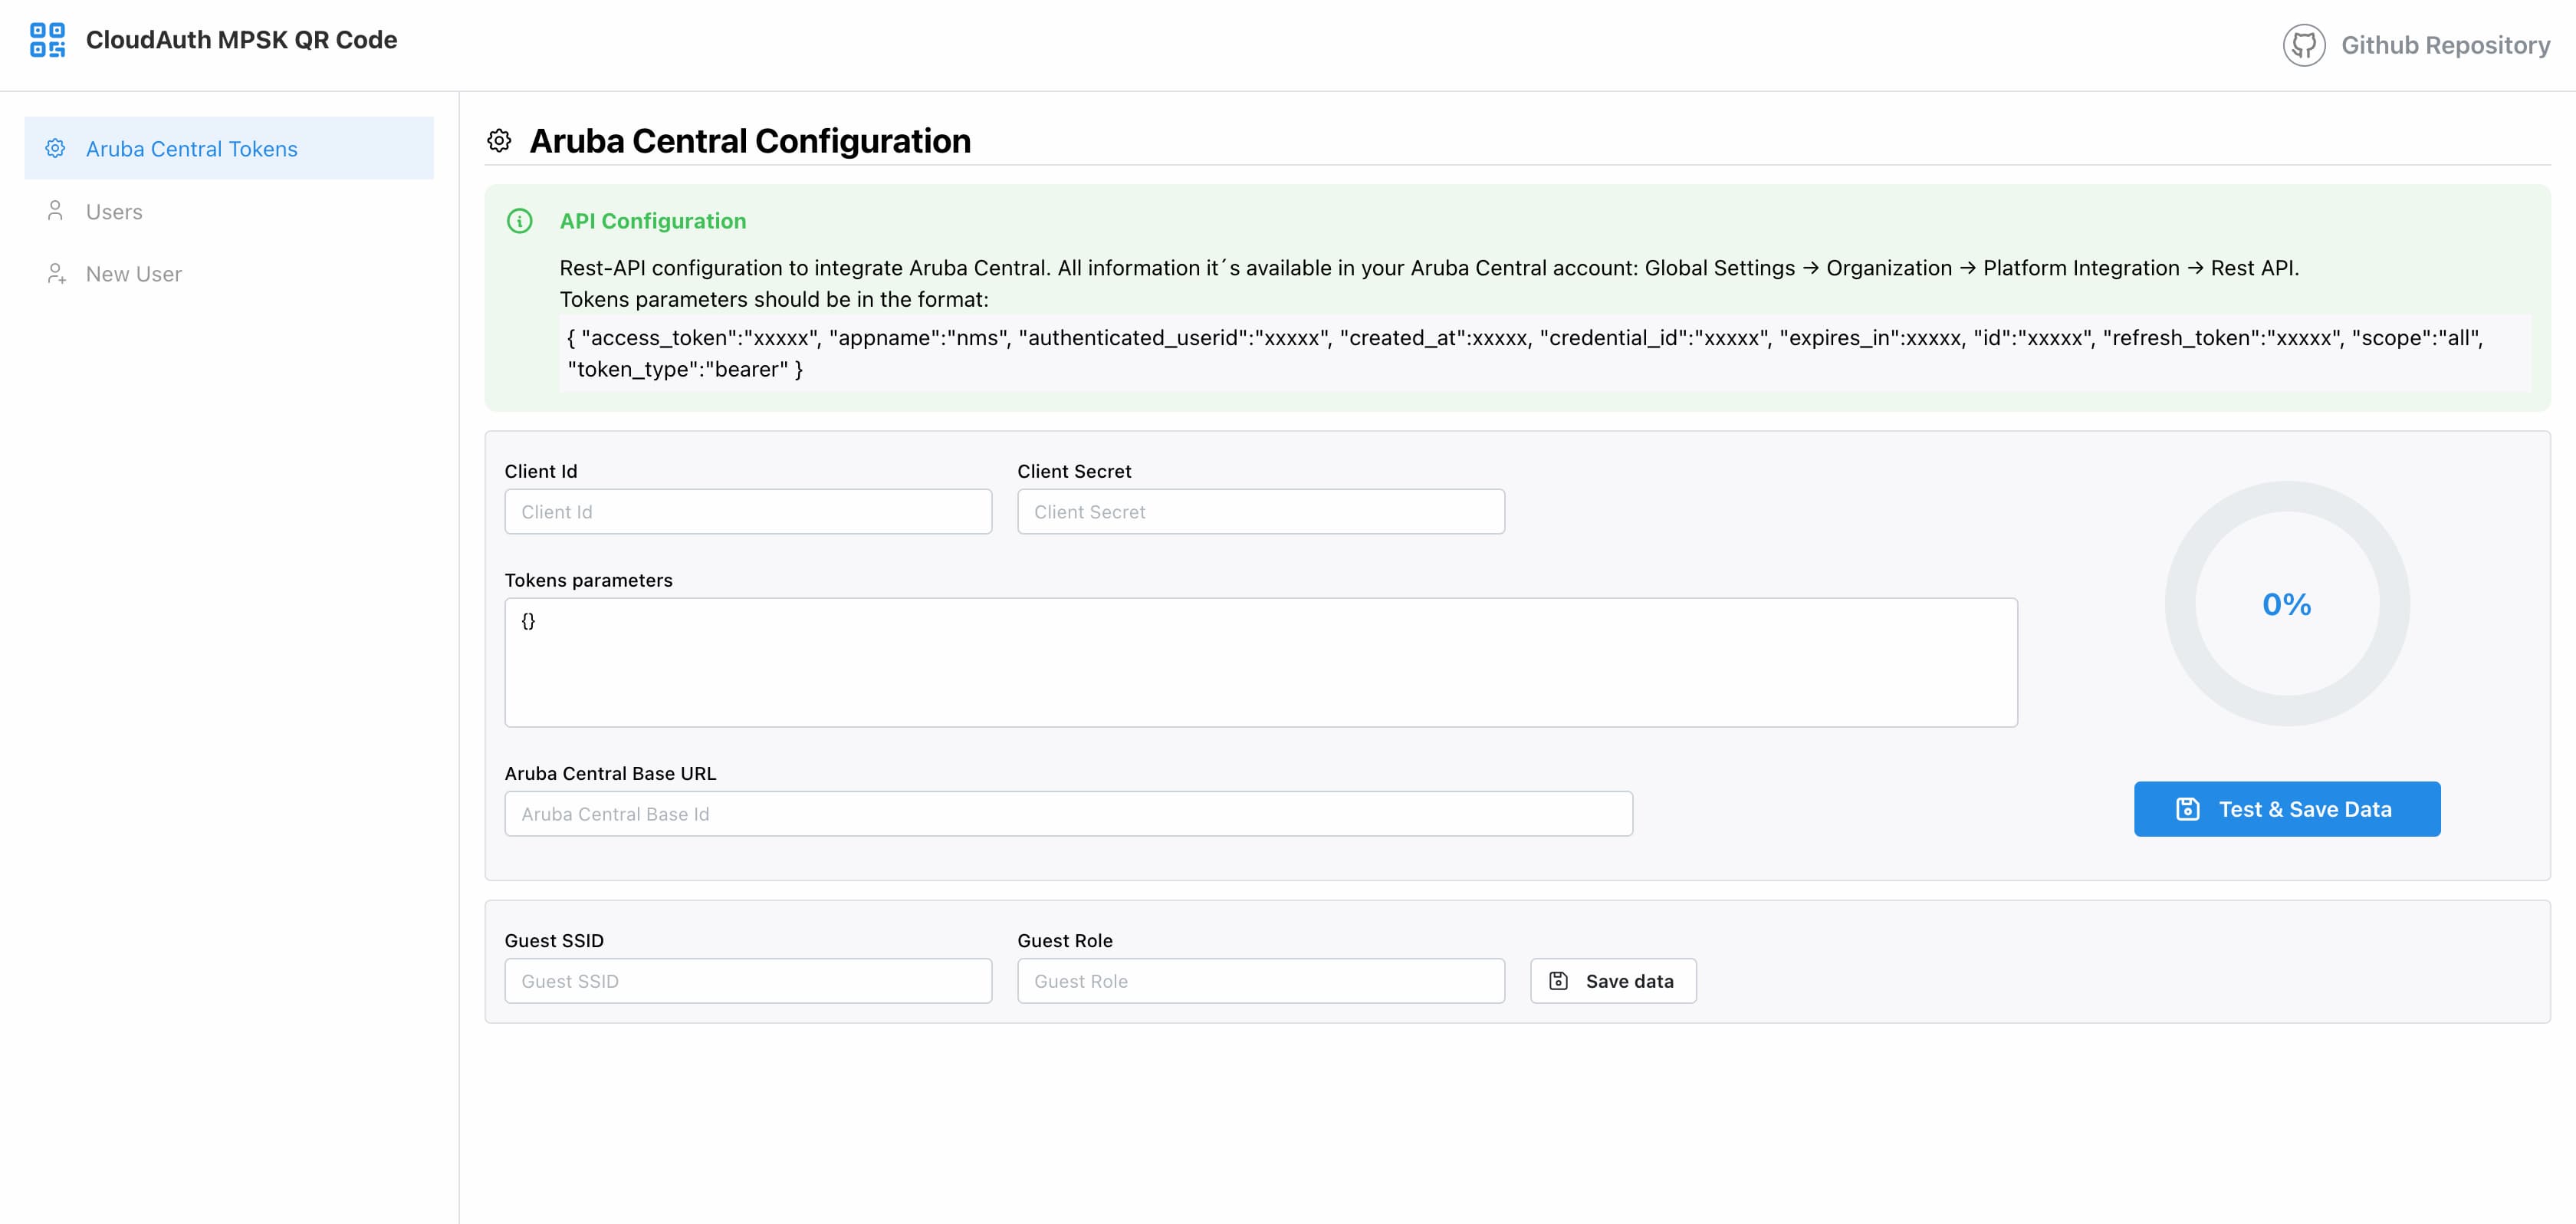 CloudAuth MPSK QR Code
Github Repository
Aruba Central Tokens
Users
New User
Aruba Central Configuration
API Configuration
Rest-API configuration to integrate Aruba Central. All information it´s available in your Aruba Central account: Global Settings → Organization → Platform Integration → Rest API.
Tokens parameters should be in the format:
{ "access_token":"xxxxx", "appname":"nms", "authenticated_userid":"xxxxx", "created_at":xxxxx, "credential_id":"xxxxx", "expires_in":xxxxx, "id":"xxxxx", "refresh_token":"xxxxx", "scope":"all",
"token_type":"bearer" }
Client Id
Client Secret
Client Id
Client Secret
Tokens parameters
{}
0%
Aruba Central Base URL
Aruba Central Base Id
Test & Save Data
Guest SSID
Guest Role
Guest SSID
Guest Role
Save data